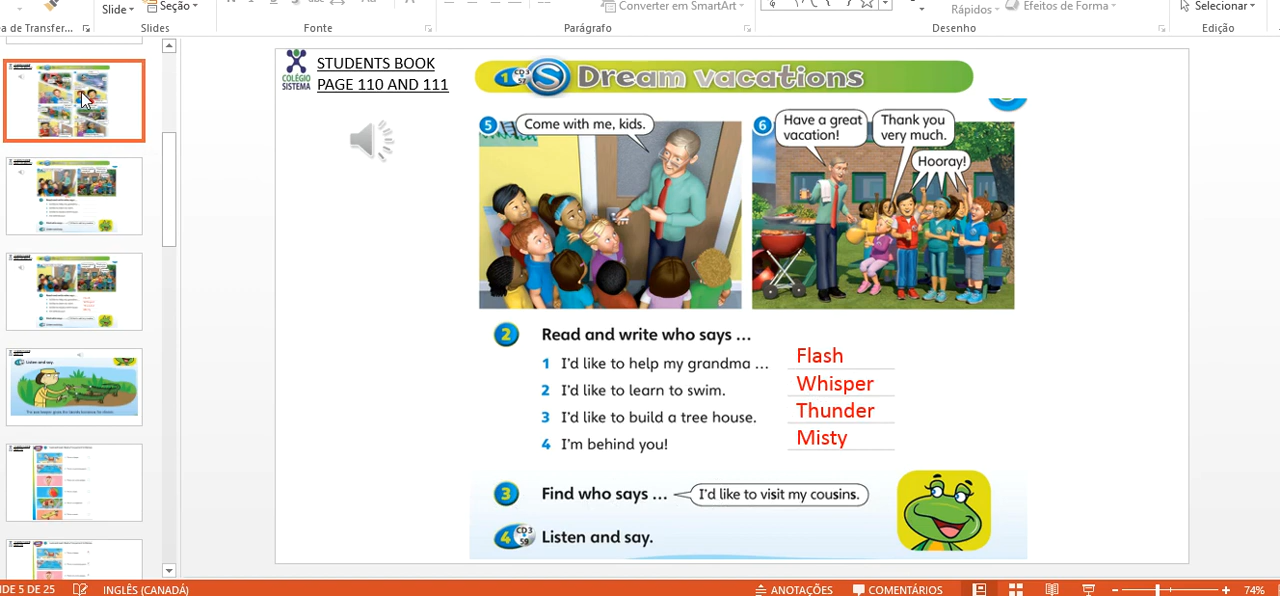 Slide
Seção
Converter em SmartArt
Rápidos
Efeitos de Forma
Selecionar
a de Transfer...
Slides
Fonte
Parágrafo
Desenho
Edição
COLÉGIO
SISTEMA
STUDENTS BOOK
PAGE 110 AND 111
1 CD3 S Dream vacations
5 Come with me, kids.
6 Have a great
vacation!
Thank you
very much.
Hooray!
2 Read and write who says ...
1 I'd like to help my grandma ... Flash
2 I'd like to learn to swim. Whisper
3 I'd like to build a tree house. Thunder
4 I'm behind you! Misty
3 Find who says ... I'd like to visit my cousins.
4 CD3 59 Listen and say.
Listen and say.
IDE 5 DE 25
INGLÊS (CANADÁ)
ANOTAÇÕES
COMENTÁRIOS
74%